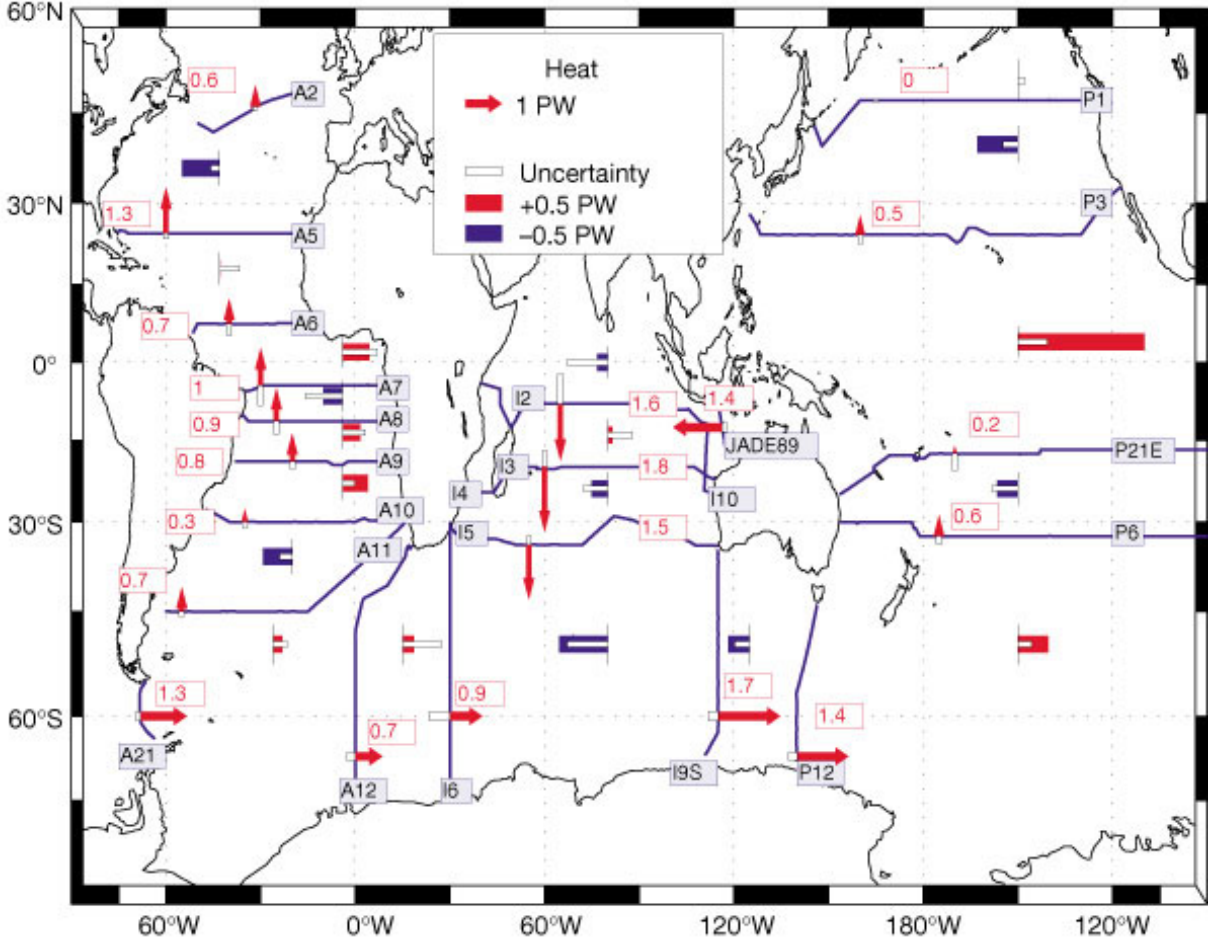 60°N
Heat
1 PW
Uncertainty
+0.5 PW
–0.5 PW
0.6
A2
0
P1
30°N
1.3
A5
0.5
P3
0.7
A6
0°
1
A7
0.9
A8
0.8
A9
I2
1.6
1.4
JADE89
0.2
P21E
I3
1.8
I4
I10
30°S
0.3
A10
A11
I5
1.5
0.6
P6
0.7
60°S
1.3
A21
0.7
A12
0.9
I6
1.7
I9S
1.4
P12
60°W
0°W
60°W
120°W
180°W
120°W